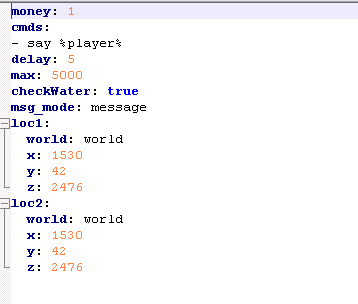 money: 1
cmds:
- say %player%
delay: 5
max: 5000
checkWater: true
msg_mode: message
loc1:
  world: world
  x: 1530
  y: 42
  z: 2476
loc2:
  world: world
  x: 1530
  y: 42
  z: 2476